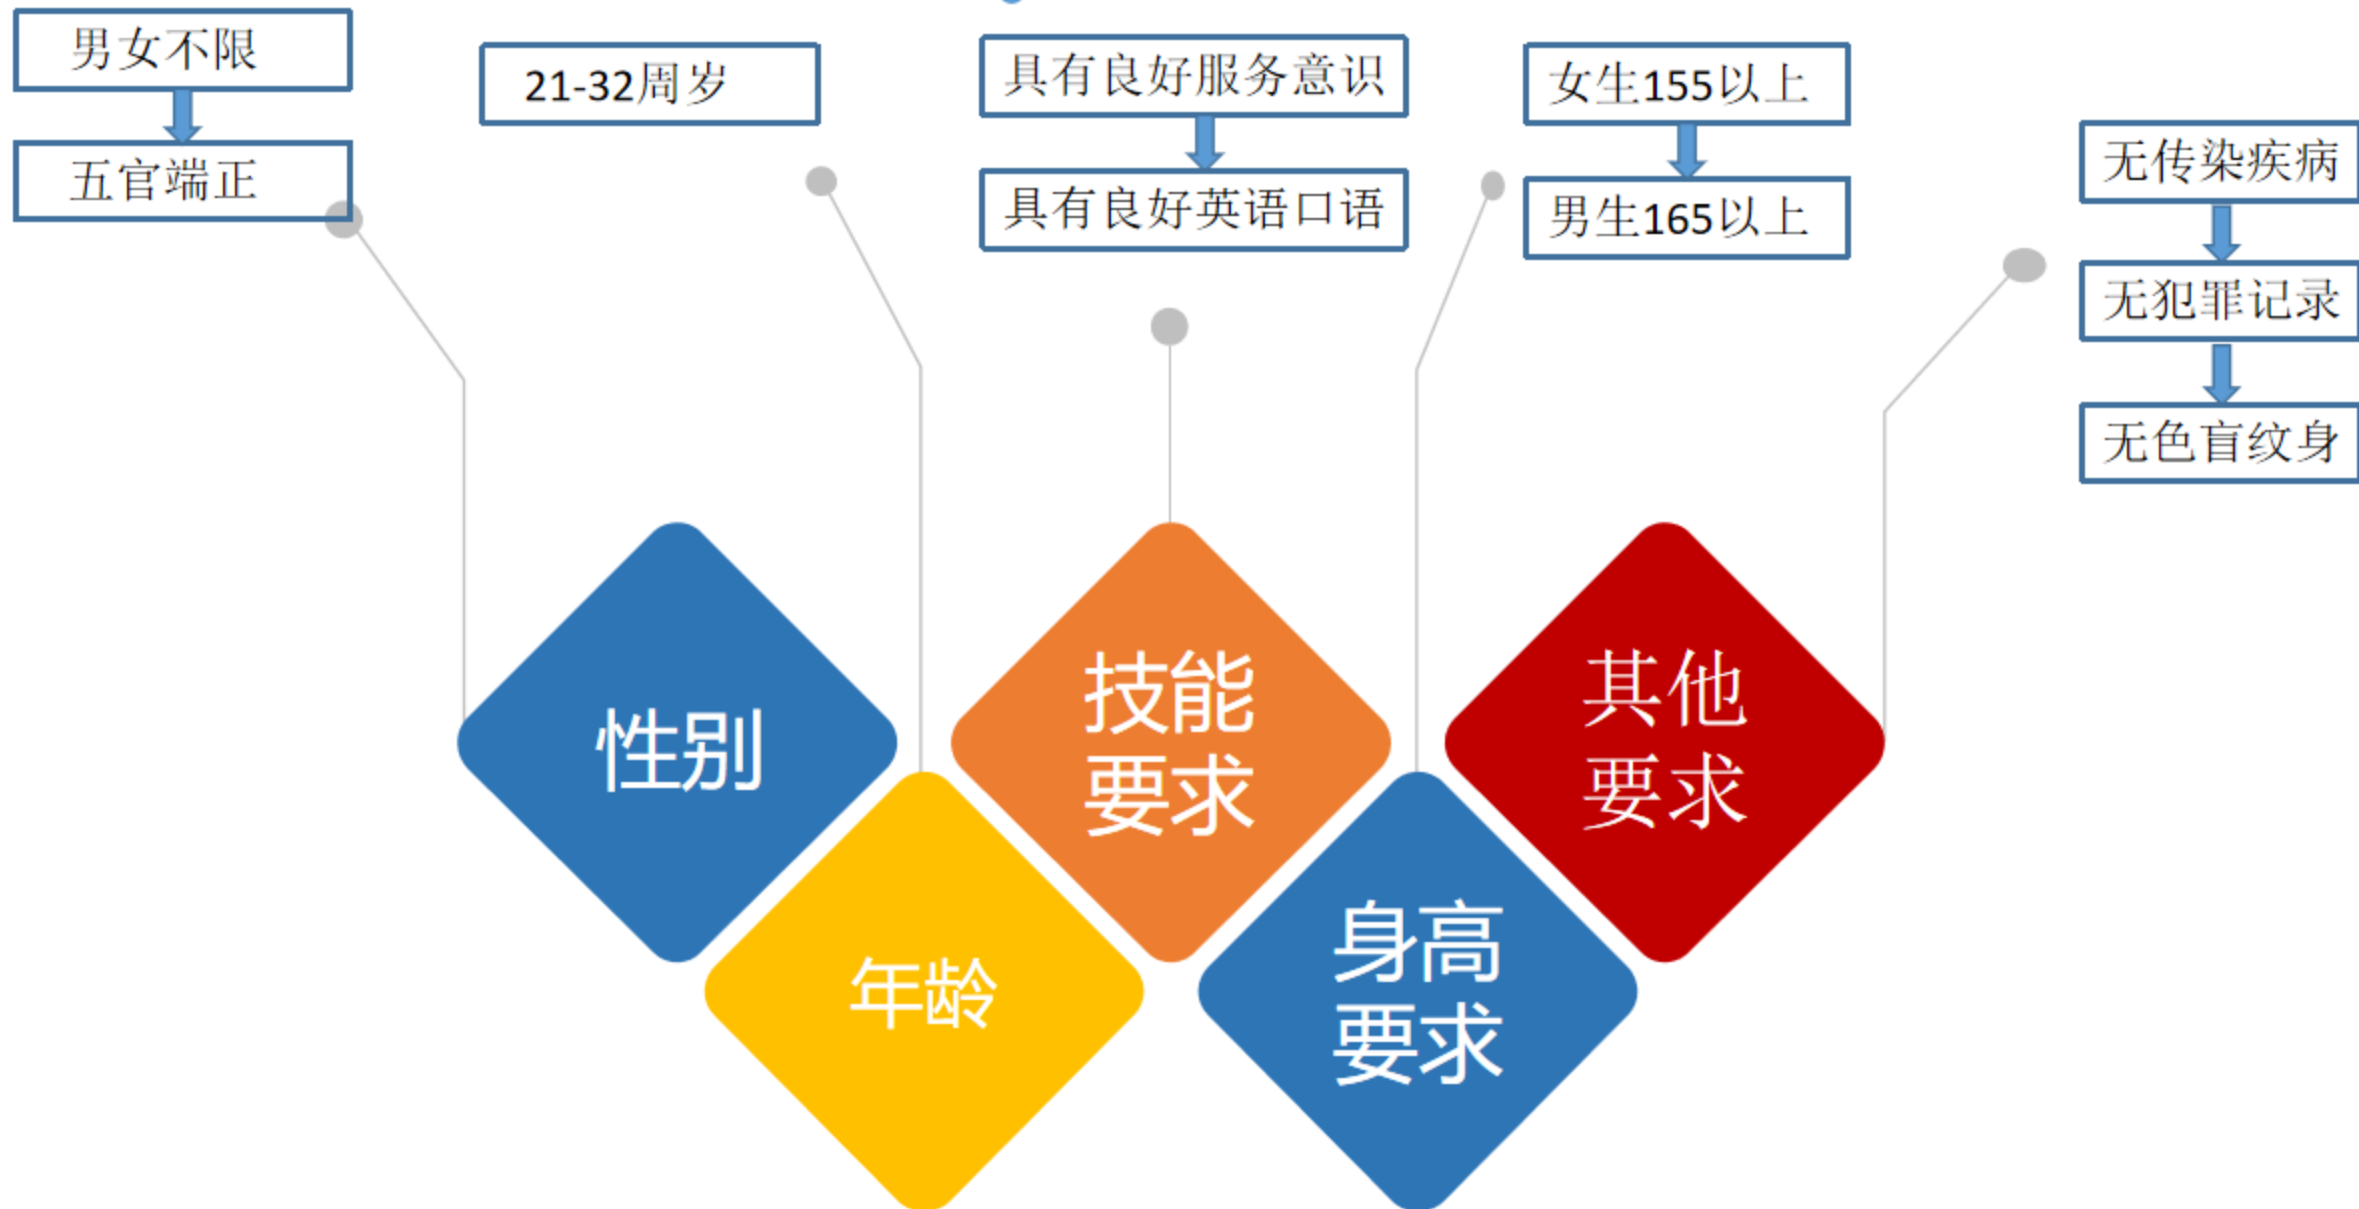 男女不限
五官端正
21-32周岁
具有良好服务意识
具有良好英语口语
女生155以上
男生165以上
无传染疾病
无犯罪记录
无色盲纹身
性别
年龄
技能
要求
身高
要求
其他
要求